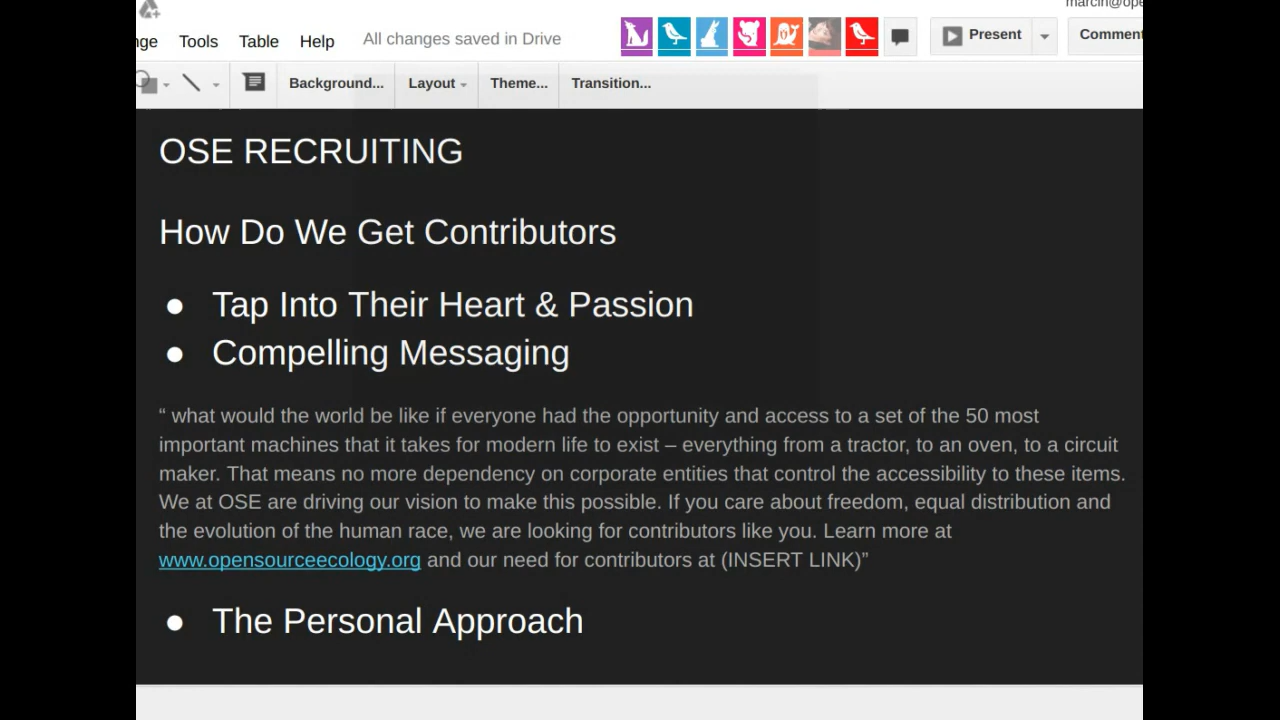 marcin@ope
nge Tools Table Help All changes saved in Drive Present Comment
Background... Layout Theme... Transition...
OSE RECRUITING
How Do We Get Contributors
● Tap Into Their Heart & Passion
● Compelling Messaging
“ what would the world be like if everyone had the opportunity and access to a set of the 50 most
important machines that it takes for modern life to exist – everything from a tractor, to an oven, to a circuit
maker. That means no more dependency on corporate entities that control the accessibility to these items.
We at OSE are driving our vision to make this possible. If you care about freedom, equal distribution and
the evolution of the human race, we are looking for contributors like you. Learn more at
www.opensourceecology.org and our need for contributors at (INSERT LINK)”
● The Personal Approach